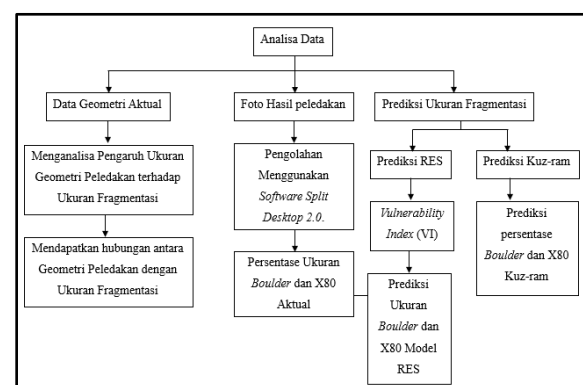 Analisa Data
Data Geometri Aktual
Foto Hasil peledakan
Prediksi Ukuran Fragmentasi
Menganalisa Pengaruh Ukuran
Geometri Peledakan terhadap
Ukuran Fragmentasi
Mendapatkan hubungan antara
Geometri Peledakan dengan
Ukuran Fragmentasi
Pengolahan
Menggunakan
Software Split
Desktop 2.0.
Persentase Ukuran
Boulder dan X80
Aktual
Prediksi RES
Vulnerability
Index (VI)
Prediksi
Ukuran
Boulder dan
X80 Model
RES
Prediksi Kuz-ram
Prediksi
persentase
Boulder dan X80
Kuz-ram